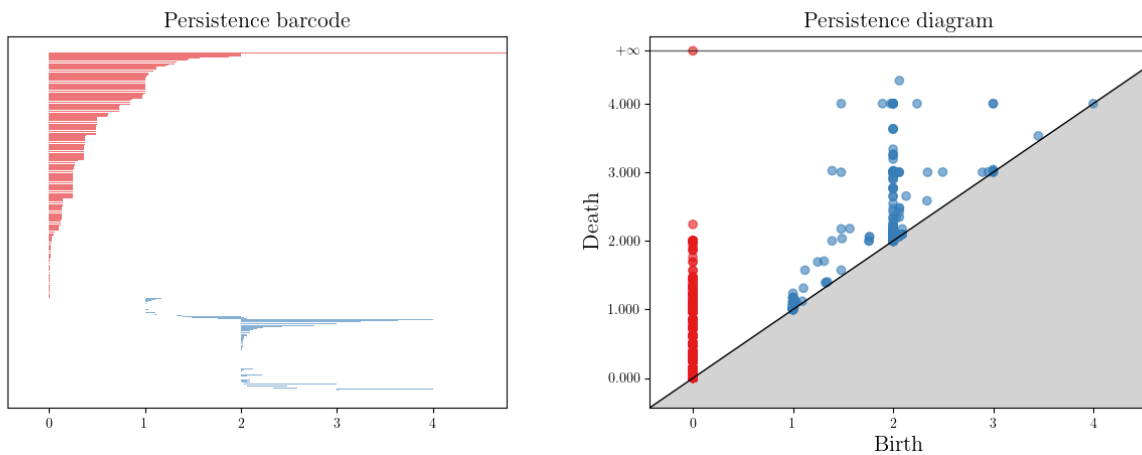 Persistence barcode
0 1 2 3 4
Persistence diagram
+∞
4.000
3.000
2.000
1.000
0.000
Death
0 1 2 3 4
Birth